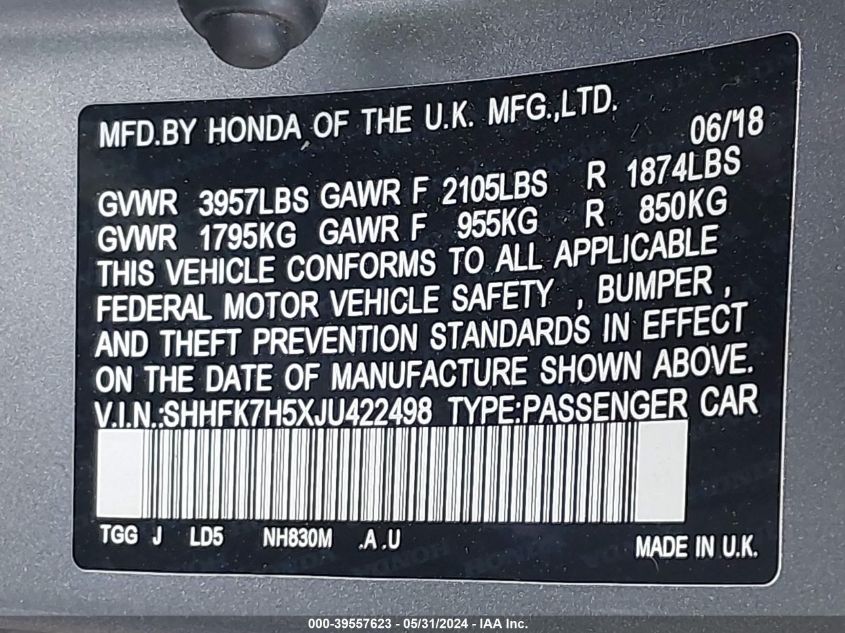 MFD.BY HONDA OF THE U.K. MFG.,LTD.
06/18
GVWR 3957LBS GAWR F 2105LBS R 1874LBS
GVWR 1795KG GAWR F 955KG R 850KG
THIS VEHICLE CONFORMS TO ALL APPLICABLE
FEDERAL MOTOR VEHICLE SAFETY , BUMPER ,
AND THEFT PREVENTION STANDARDS IN EFFECT
ON THE DATE OF MANUFACTURE SHOWN ABOVE.
V.I.N.:SHHFK7H5XJU422498 TYPE:PASSENGER CAR
TGG J LD5 NH830M .A .U
MADE IN U.K.
000-39557623 - 05/31/2024 - IAA Inc.